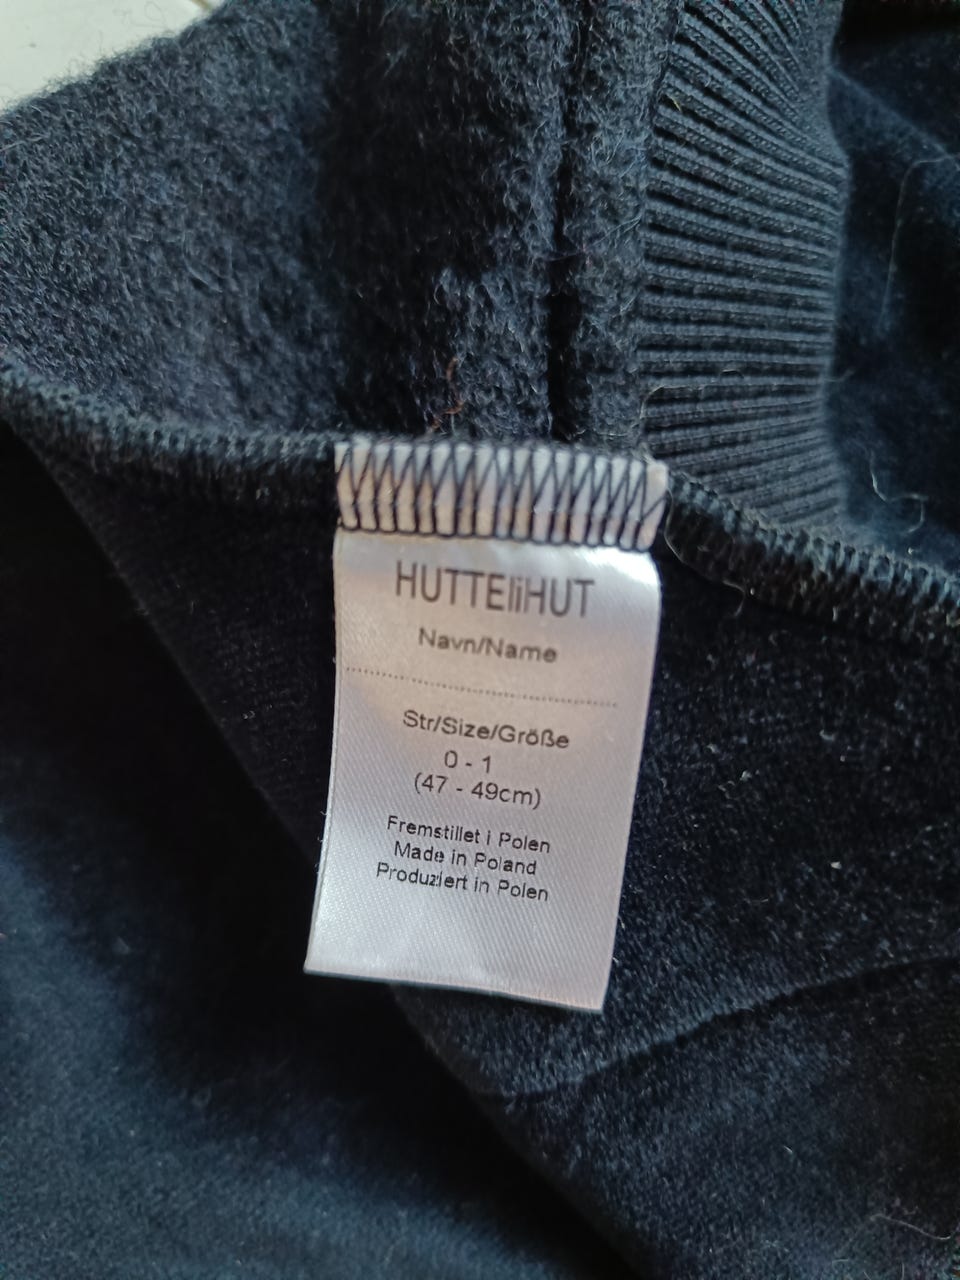 HUTTEliHUT
Navn/Name
Str/Size/Größe
0 - 1
(47 - 49cm)
Fremstillet i Polen
Made in Poland
Produziert in Polen